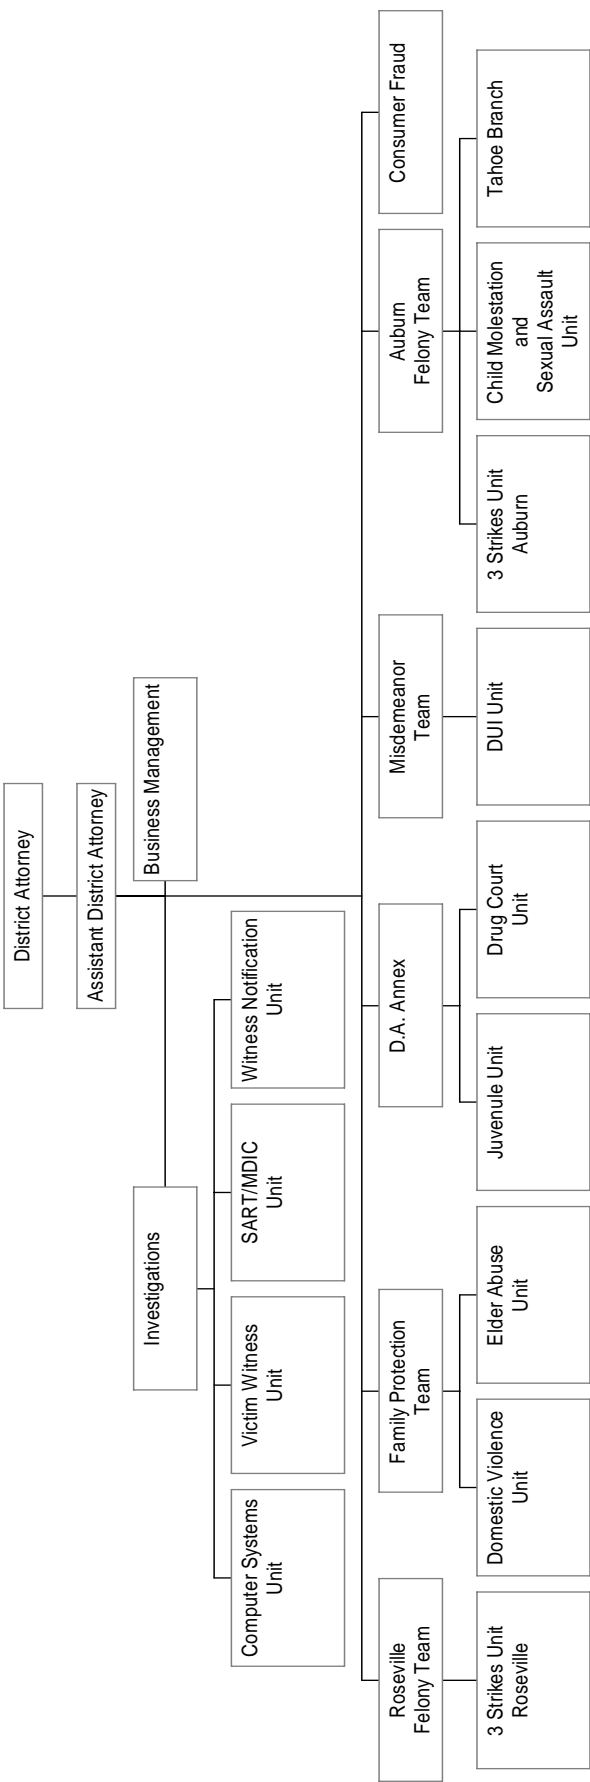 District Attorney
Assistant District Attorney
Investigations
Business Management
Computer Systems
Unit
Victim Witness
Unit
SART/MDIC
Unit
Witness Notification
Unit
Roseville
Felony Team
Family Protection
Team
D.A. Annex
Misdemeanor
Team
Auburn
Felony Team
Consumer Fraud
3 Strikes Unit
Roseville
Domestic Violence
Unit
Elder Abuse
Unit
Juvenule Unit
Drug Court
Unit
DUI Unit
3 Strikes Unit
Auburn
Child Molestation
and
Sexual Assault
Unit
Tahoe Branch